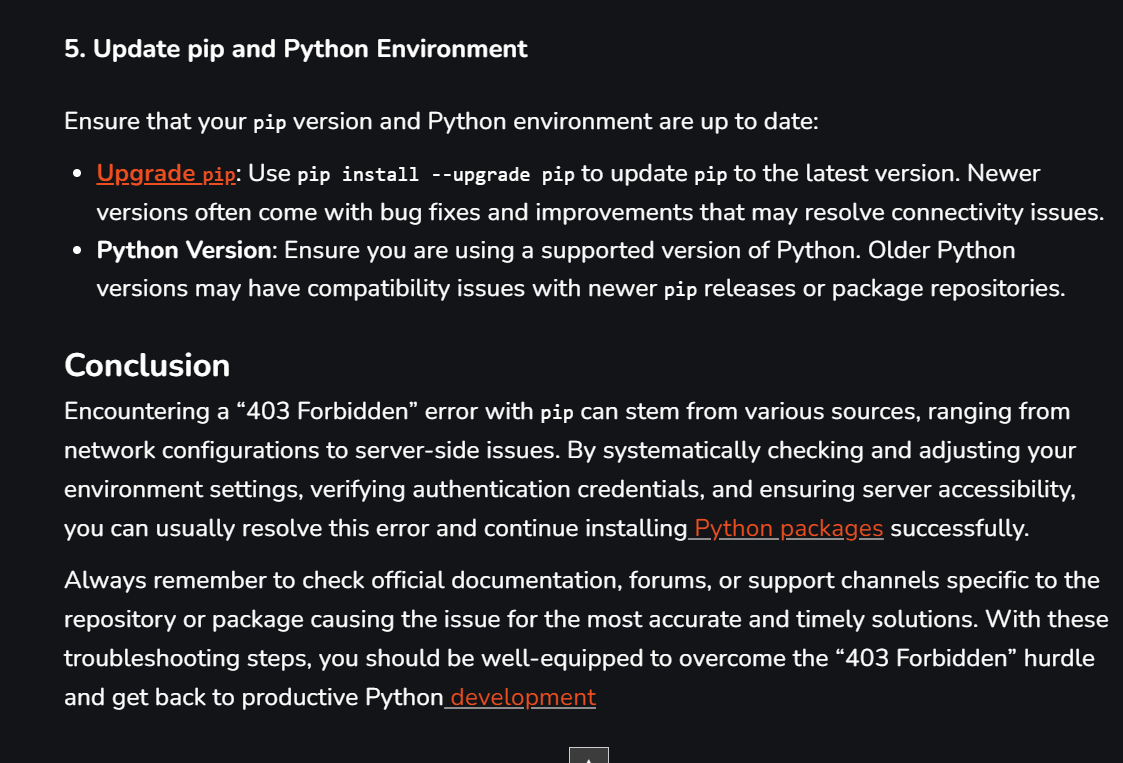 5. Update pip and Python Environment
Ensure that your pip version and Python environment are up to date:
• Upgrade pip: Use pip install --upgrade pip to update pip to the latest version. Newer
versions often come with bug fixes and improvements that may resolve connectivity issues.
• Python Version: Ensure you are using a supported version of Python. Older Python
versions may have compatibility issues with newer pip releases or package repositories.
Conclusion
Encountering a “403 Forbidden” error with pip can stem from various sources, ranging from
network configurations to server-side issues. By systematically checking and adjusting your
environment settings, verifying authentication credentials, and ensuring server accessibility,
you can usually resolve this error and continue installing Python packages successfully.
Always remember to check official documentation, forums, or support channels specific to the
repository or package causing the issue for the most accurate and timely solutions. With these
troubleshooting steps, you should be well-equipped to overcome the “403 Forbidden” hurdle
and get back to productive Python development